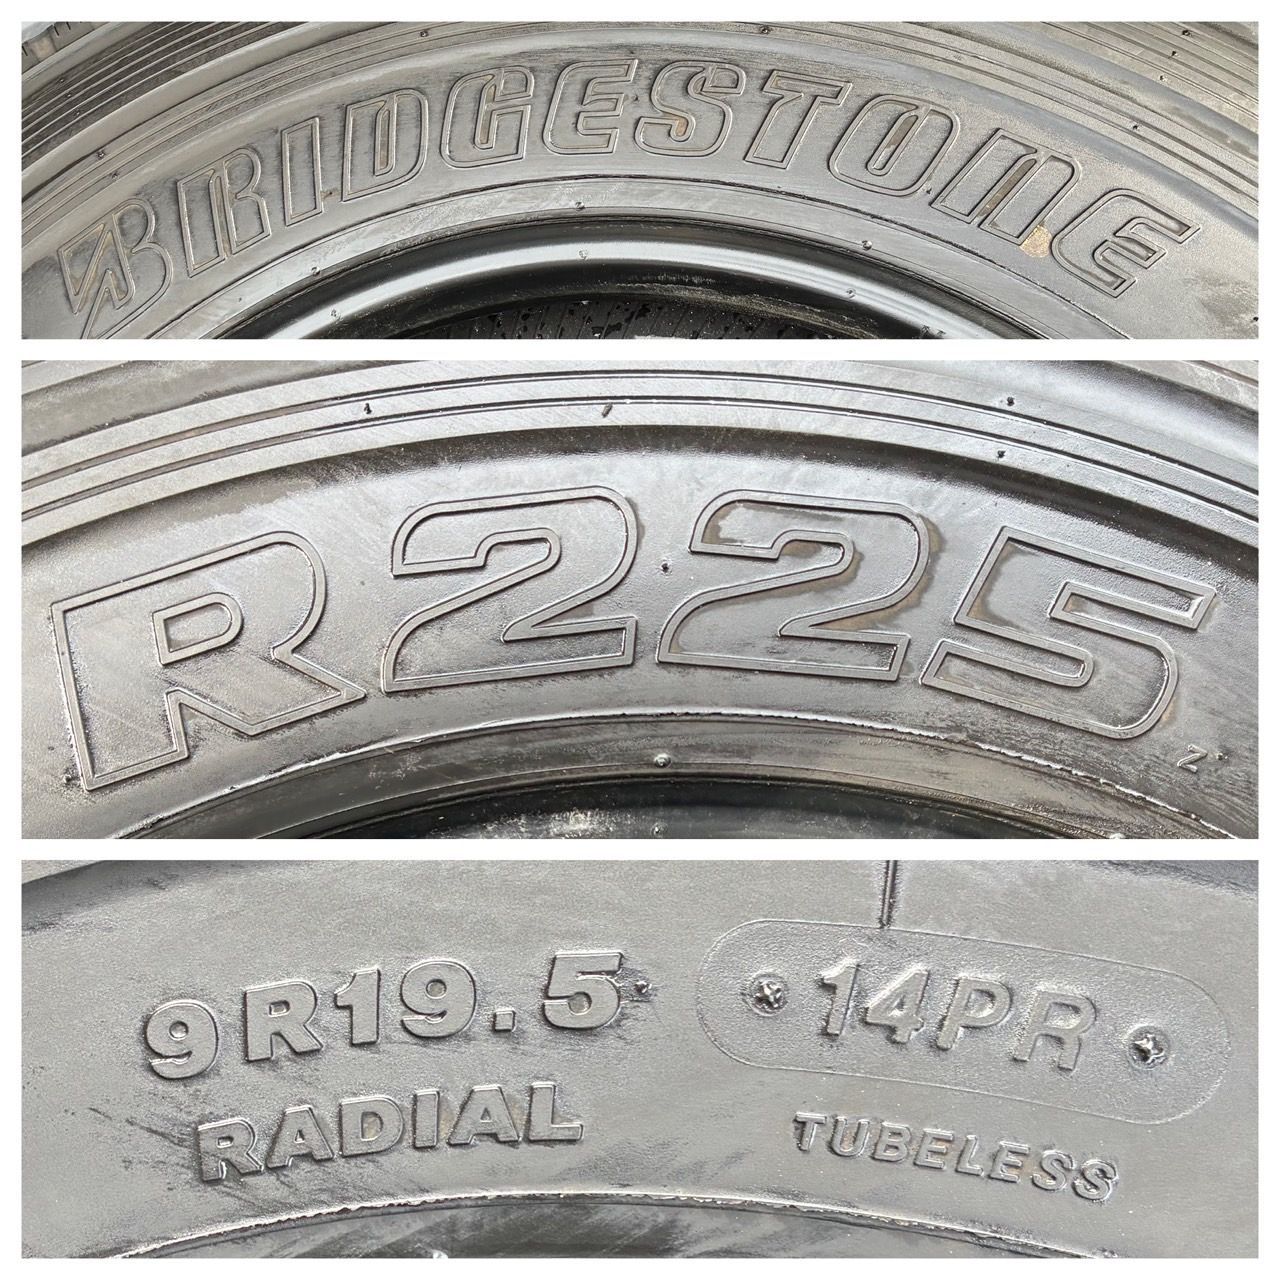 BRIDGESTONE
R225
Z
9R19.5
14PR
RADIAL
TUBELESS